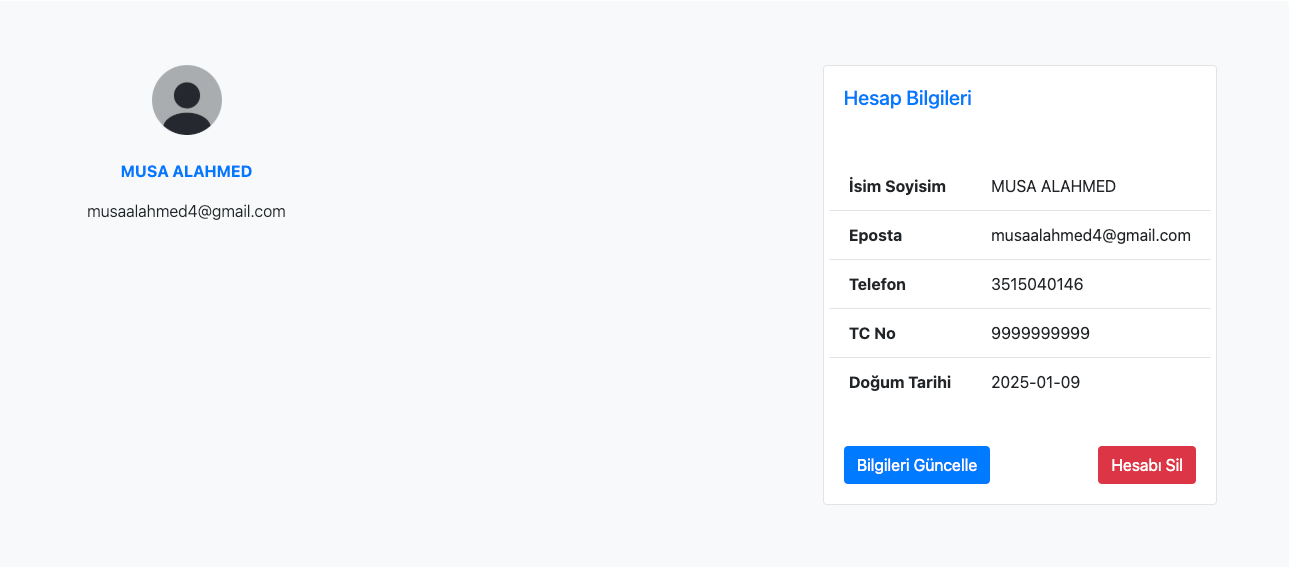 MUSA ALAHMED
musaalahmed4@gmail.com
Hesap Bilgileri
İsim Soyisim MUSA ALAHMED
Eposta musaalahmed4@gmail.com
Telefon 3515040146
TC No 9999999999
Doğum Tarihi 2025-01-09
Bilgileri Güncelle Hesabı Sil